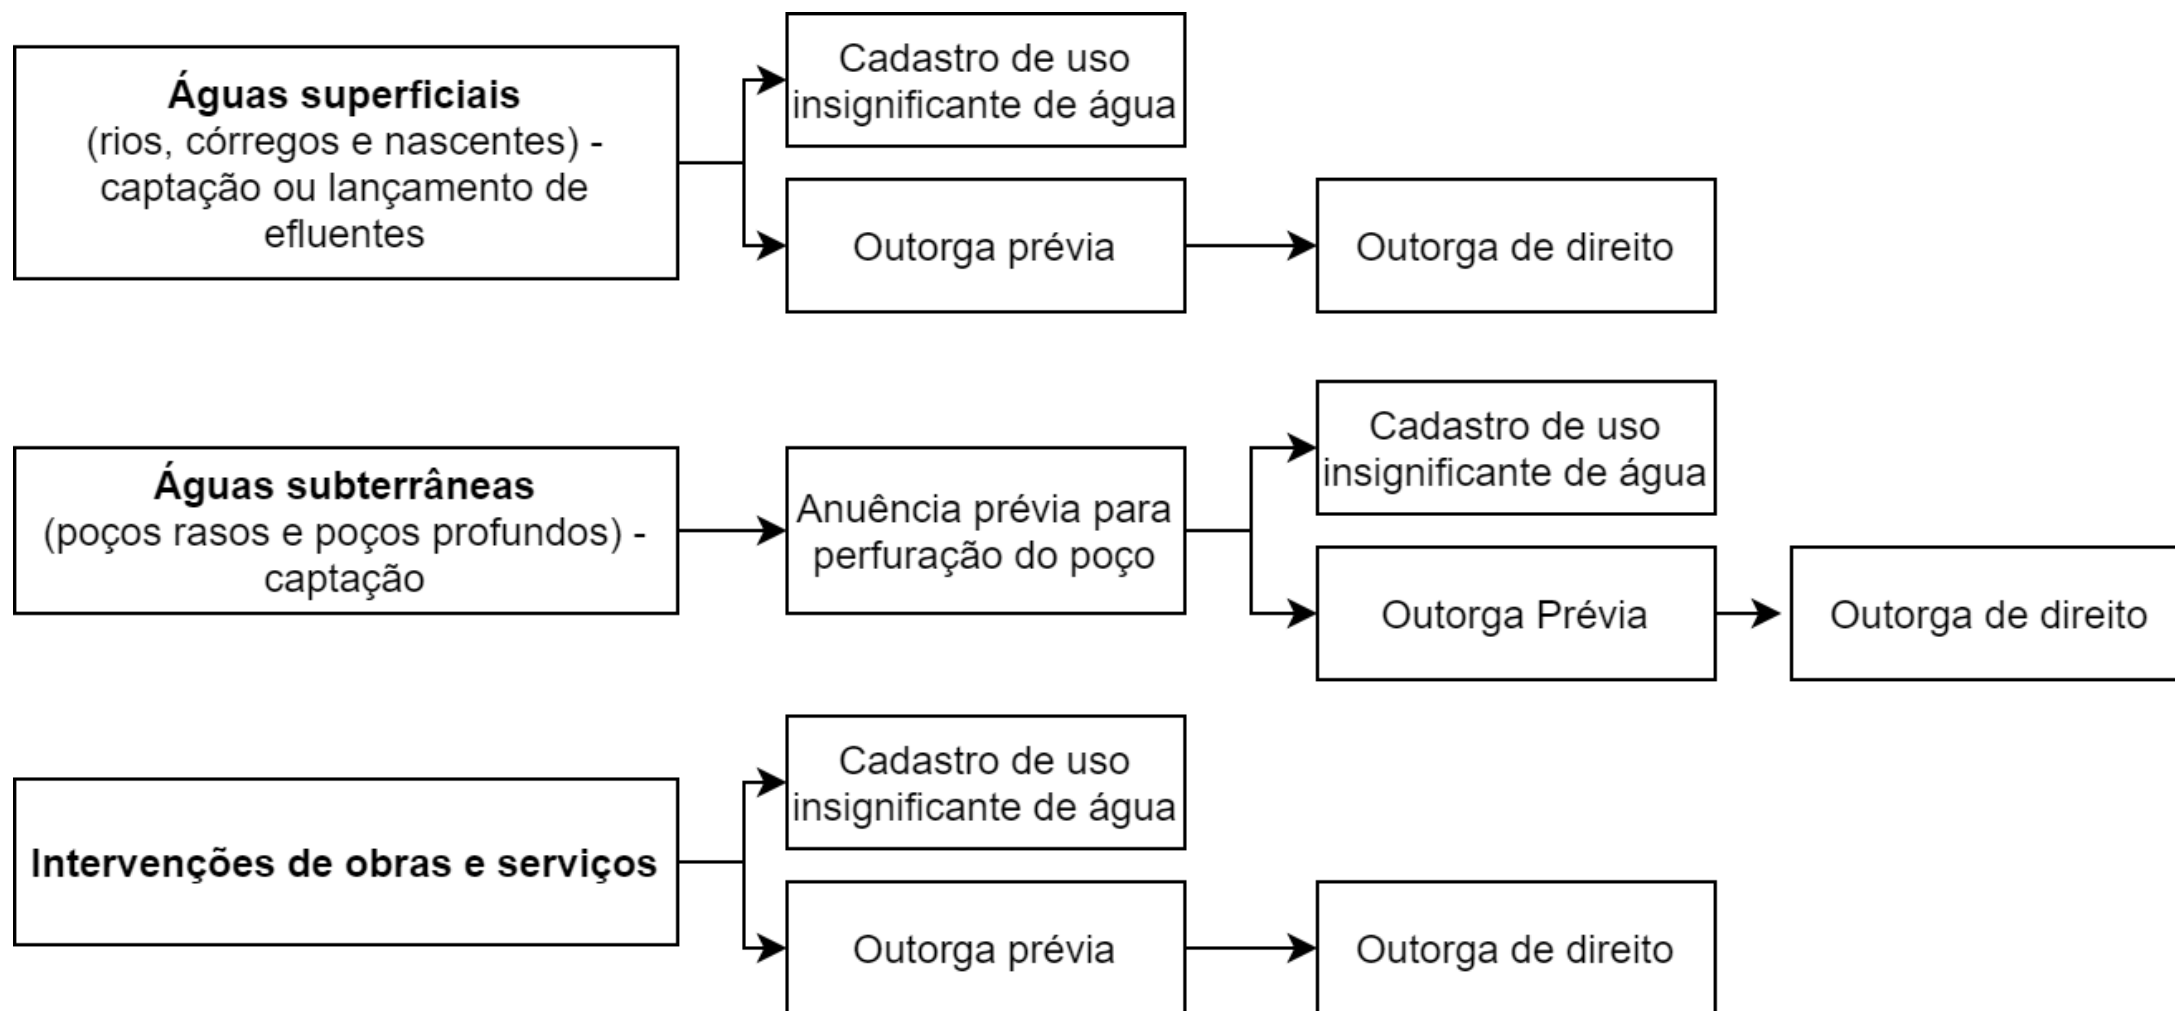 Águas superficiais
(rios, córregos e nascentes) -
captação ou lançamento de
efluentes
Cadastro de uso
insignificante de água
Outorga prévia
Outorga de direito
Águas subterrâneas
(poços rasos e poços profundos) -
captação
Anuência prévia para
perfuração do poço
Cadastro de uso
insignificante de água
Outorga Prévia
Outorga de direito
Intervenções de obras e serviços
Cadastro de uso
insignificante de água
Outorga prévia
Outorga de direito